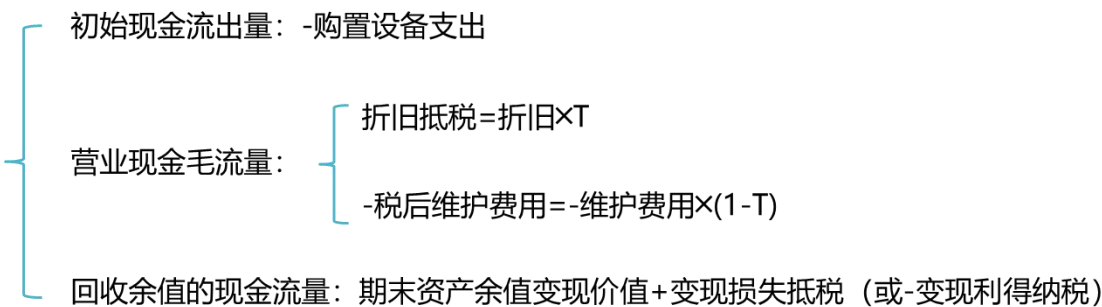 初始现金流出量：-购置设备支出
折旧抵税=折旧×T
营业现金毛流量：
-税后维护费用=-维护费用×(1-T)
回收余值的现金流量：期末资产余值变现价值+变现损失抵税（或-变现利得纳税）